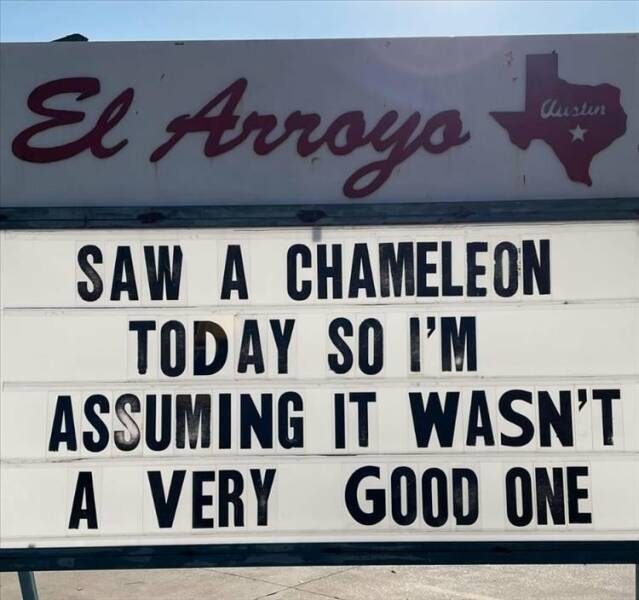 El Arroyo
Austin
SAW A CHAMELEON
TODAY SO I'M
ASSUMING IT WASN'T
A VERY GOOD ONE